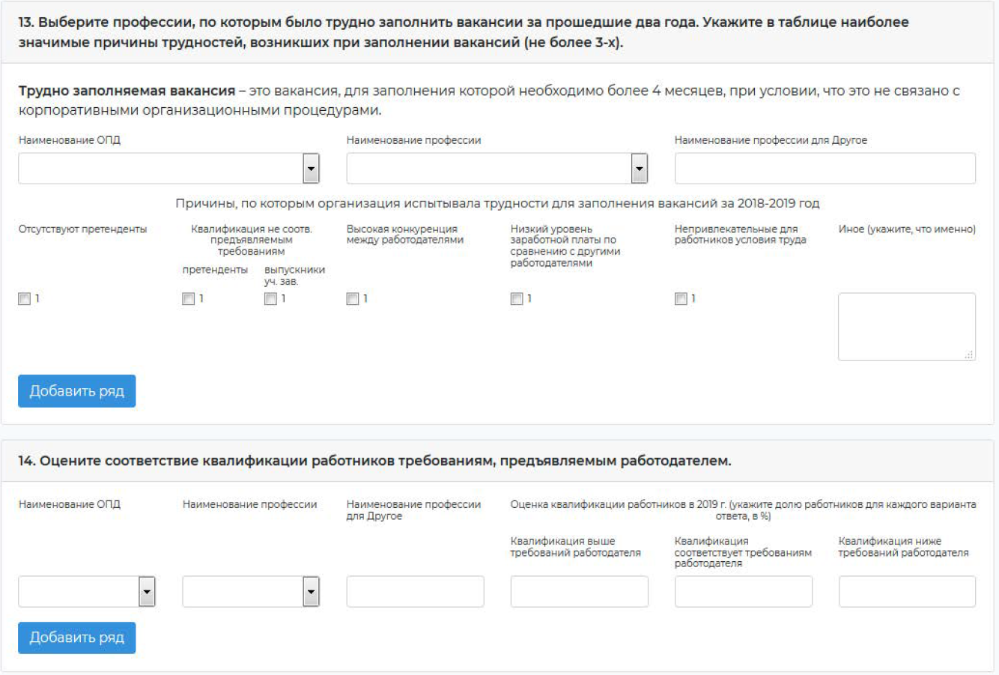 13. Выберите профессии, по которым было трудно заполнить вакансии за прошедшие два года. Укажите в таблице наиболее
значимые причины трудностей, возникших при заполнении вакансий (не более 3-х).
Трудно заполняемая вакансия – это вакансия, для заполнения которой необходимо более 4 месяцев, при условии, что это не связано с
корпоративными организационными процедурами.
Наименование ОПД
Наименование профессии
Наименование профессии для Другое
Причины, по которым организация испытывала трудности для заполнения вакансий за 2018-2019 год
Отсутствуют претенденты
Квалификация не соотв.
предъявляемым
требованиям
претенденты
выпускники
уч. зав.
Высокая конкуренция
между работодателями
Низкий уровень
заработной платы по
сравнению с другими
работодателями
Непривлекательные для
работников условия труда
Иное (укажите, что именно)
1
1
1
1
1
1
Добавить ряд
14. Оцените соответствие квалификации работников требованиям, предъявляемым работодателем.
Наименование ОПД
Наименование профессии
Наименование профессии
для Другое
Оценка квалификации работников в 2019 г. (укажите долю работников для каждого варианта
ответа, в %)
Квалификация выше
требований работодателя
Квалификация
соответствует требованиям
работодателя
Квалификация ниже
требований работодателя
Добавить ряд